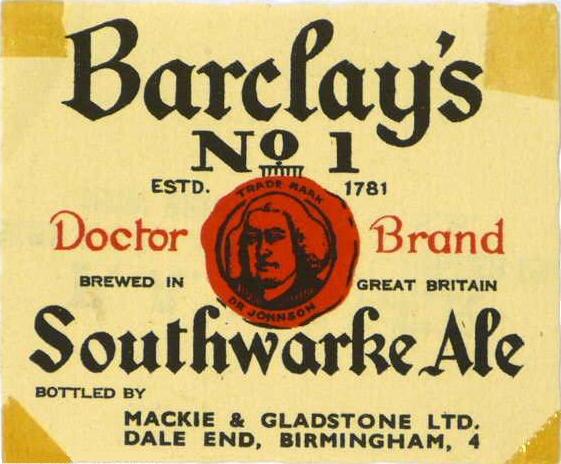 Barclay's
No 1
ESTD. 1781
TRADE MARK
Doctor Brand
BREWED IN GREAT BRITAIN
DR JOHNSON
Southwarke Ale
BOTTLED BY
MACKIE & GLADSTONE LTD.
DALE END, BIRMINGHAM, 4